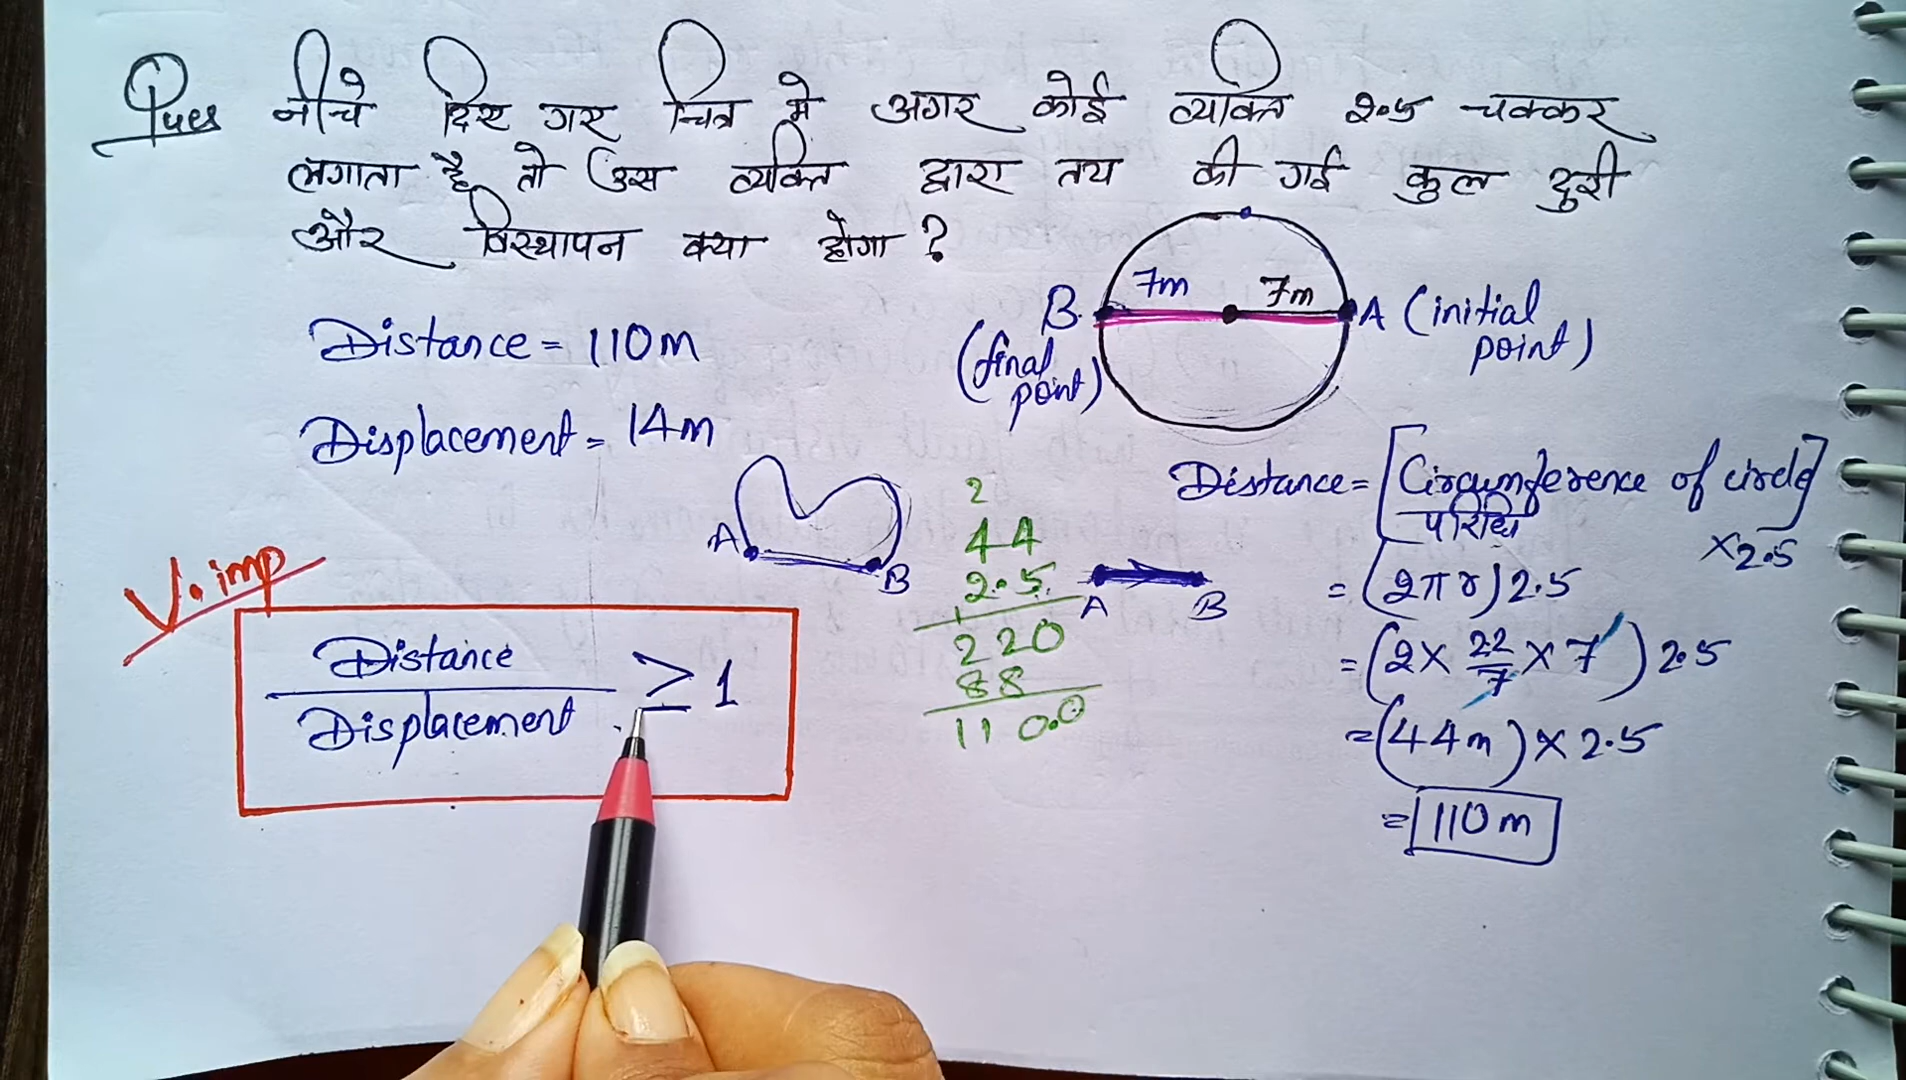 Ques नीचे दिए गए चित्र मे अगर कोई व्यक्ति 2.5 चक्कर
लगाता है तो उस व्यक्ति द्वारा तय की गई कुल दुरी
और विस्थापन क्या होगा ?
7m 7m
B A (initial point)
(final point)
Distance = 110m
Displacement = 14m
A B
Distance = [Circumference of circle] × 2.5
परिधि
= (2πr) 2.5
= (2 × 22/7 × 7) 2.5
= (44m) × 2.5
= 110m
2
44
2.5
1
220
88
110.0
A B
V. imp
Distance
Displacement
≥ 1